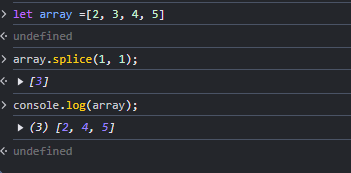 > let array =[2, 3, 4, 5]
<· undefined
> array.splice(1, 1);
<· ▶ [3]
> console.log(array);
▶ (3) [2, 4, 5]
<· undefined